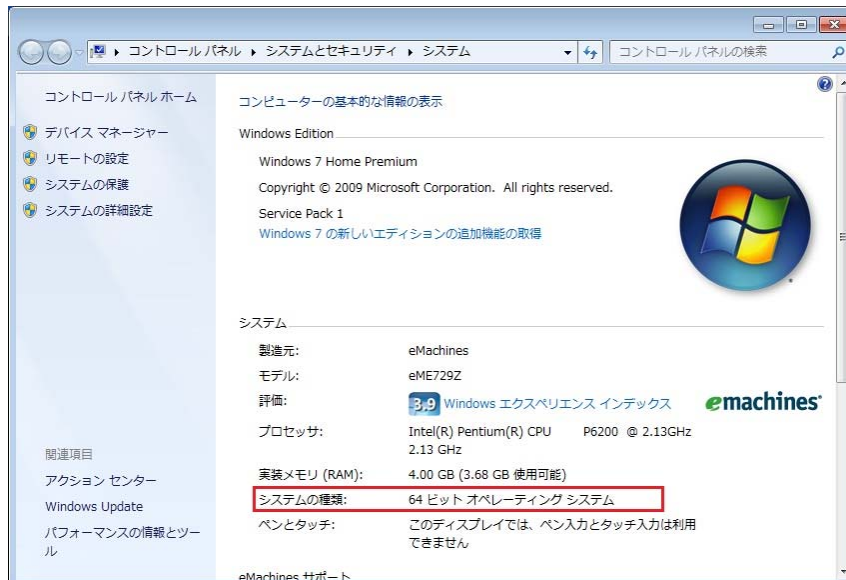 コントロール パネル ▸ システムとセキュリティ ▸ システム
コントロール パネルの検索
コントロール パネル ホーム
デバイス マネージャー
リモートの設定
システムの保護
システムの詳細設定
コンピューターの基本的な情報の表示
Windows Edition
Windows 7 Home Premium
Copyright © 2009 Microsoft Corporation. All rights reserved.
Service Pack 1
Windows 7 の新しいエディションの追加機能の取得
システム
製造元: eMachines
モデル: eME729Z
評価: 3.9 Windows エクスペリエンス インデックス
emachines
プロセッサ: Intel(R) Pentium(R) CPU P6200 @ 2.13GHz
2.13 GHz
実装メモリ (RAM): 4.00 GB (3.68 GB 使用可能)
システムの種類: 64 ビット オペレーティング システム
ペンとタッチ: このディスプレイでは、ペン入力とタッチ入力は利用
できません
eMachines サポート
関連項目
アクション センター
Windows Update
パフォーマンスの情報とツー
ル